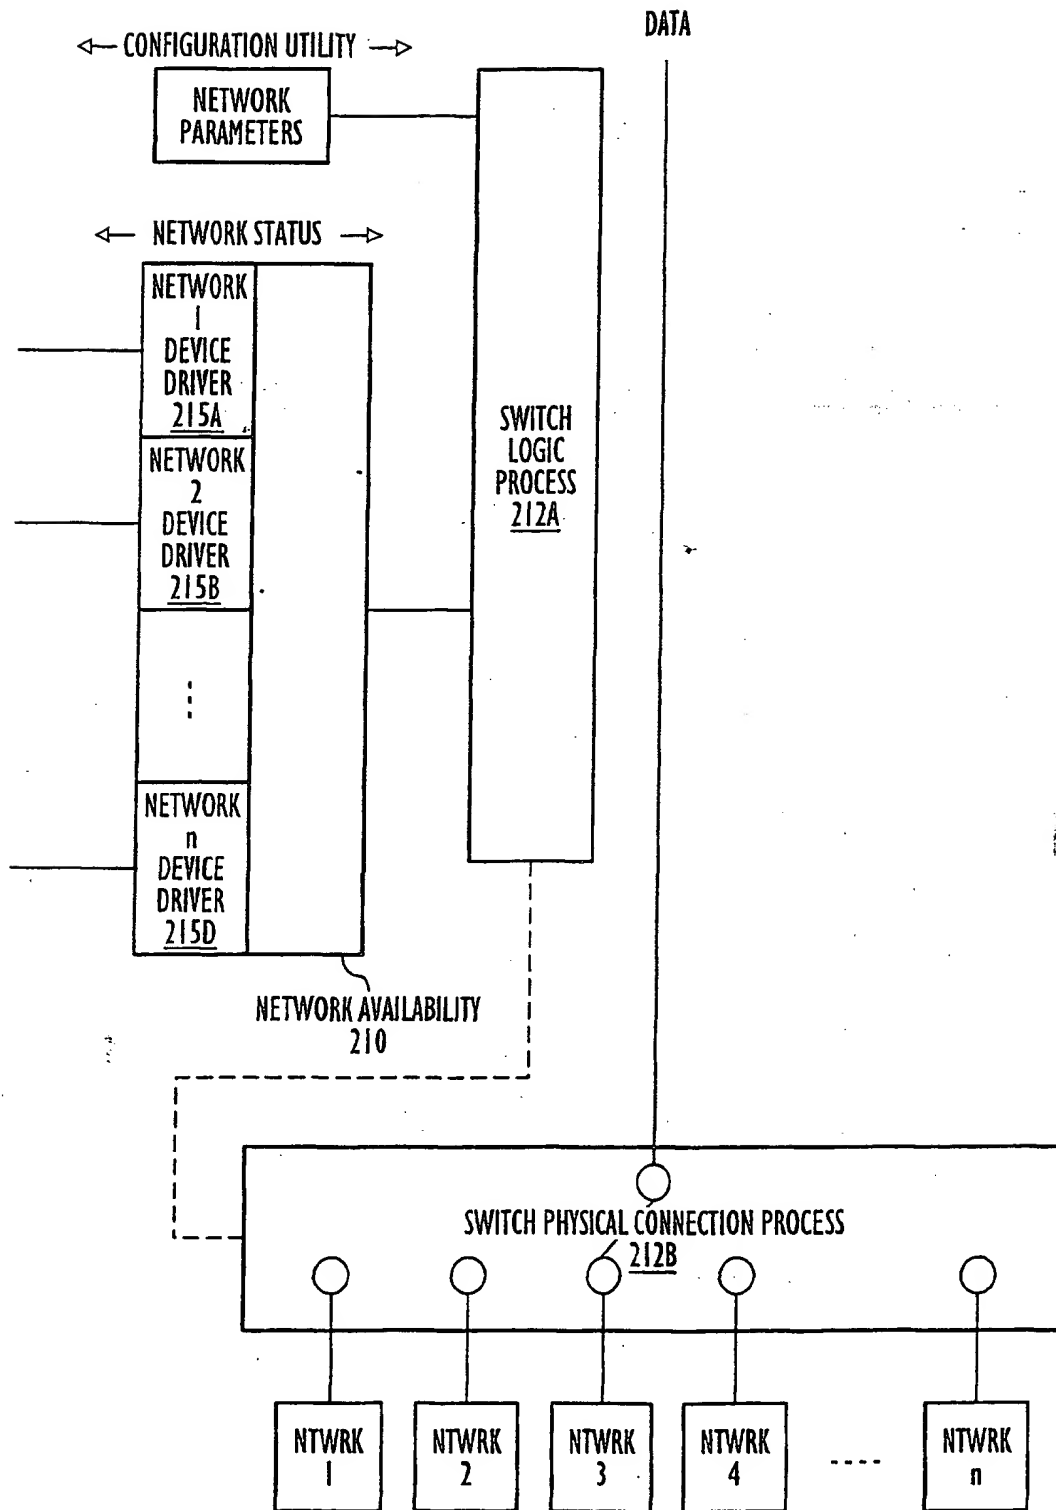 DATA
CONFIGURATION UTILITY
NETWORK
PARAMETERS
NETWORK STATUS
NETWORK
1
DEVICE
DRIVER
215A
NETWORK
2
DEVICE
DRIVER
215B
NETWORK
n
DEVICE
DRIVER
215D
SWITCH
LOGIC
PROCESS
212A
NETWORK AVAILABILITY
210
SWITCH PHYSICAL CONNECTION PROCESS
212B
NTWRK
1
NTWRK
2
NTWRK
3
NTWRK
4
NTWRK
n